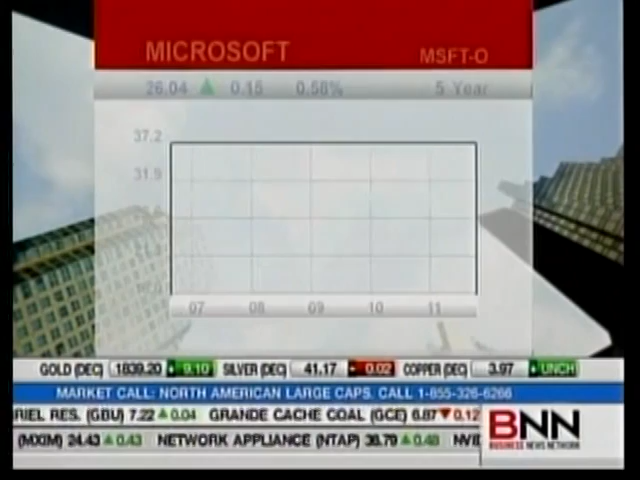 MICROSOFT MSFT-O
26.04 ▲ 0.15 0.58% 5 Year
37.2
31.9
07 08 09 10 11
GOLD (DEC) 1839.20 ▲ 9.10 SILVER (DEC) 41.17 0.02 COPPER (DEC) 3.97 UNCH
MARKET CALL: NORTH AMERICAN LARGE CAPS. CALL 1-855-326-6266
RIEL RES. (GBU) 7.22 ▲ 0.04 GRANDE CACHE COAL (GCE) 6.87 ▼ 0.12
(MXIM) 24.43 ▲ 0.43 NETWORK APPLIANCE (NTAP) 36.79 ▲ 0.48 NVI
BNN
BUSINESS NEWS NETWORK